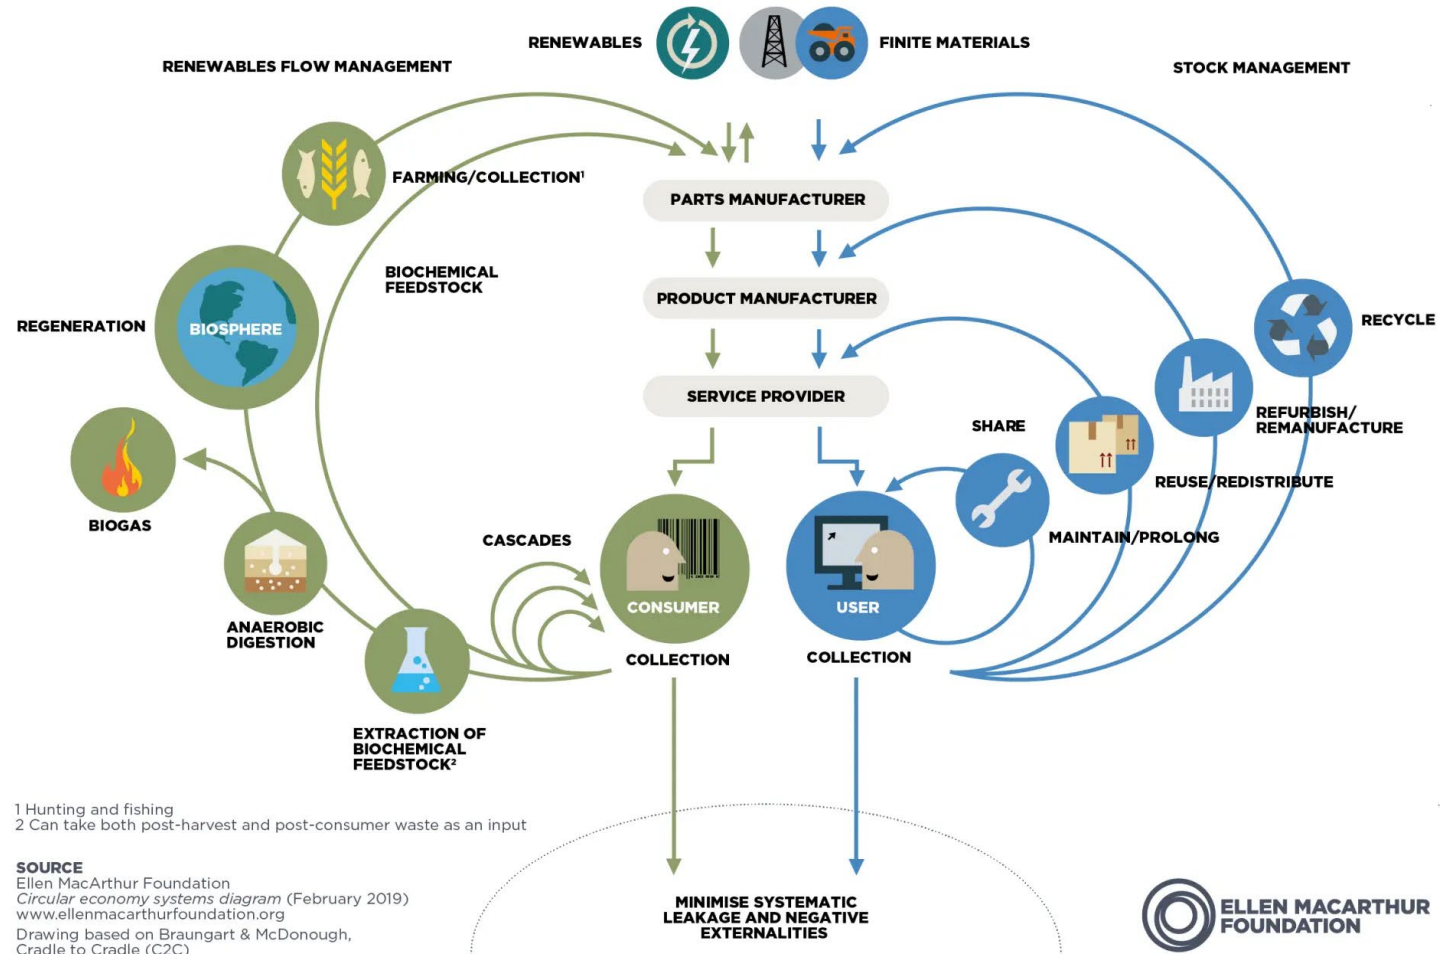 RENEWABLES
FINITE MATERIALS
RENEWABLES FLOW MANAGEMENT
STOCK MANAGEMENT
FARMING/COLLECTION¹
PARTS MANUFACTURER
BIOCHEMICAL
FEEDSTOCK
PRODUCT MANUFACTURER
REGENERATION
BIOSPHERE
RECYCLE
SERVICE PROVIDER
SHARE
REFURBISH/
REMANUFACTURE
REUSE/REDISTRIBUTE
BIOGAS
CASCADES
MAINTAIN/PROLONG
CONSUMER
USER
ANAEROBIC
DIGESTION
COLLECTION
COLLECTION
EXTRACTION OF
BIOCHEMICAL
FEEDSTOCK²
1 Hunting and fishing
2 Can take both post-harvest and post-consumer waste as an input
SOURCE
Ellen MacArthur Foundation
Circular economy systems diagram (February 2019)
www.ellenmacarthurfoundation.org
Drawing based on Braungart & McDonough,
Cradle to Cradle (C2C)
MINIMISE SYSTEMATIC
LEAKAGE AND NEGATIVE
EXTERNALITIES
ELLEN MACARTHUR
FOUNDATION